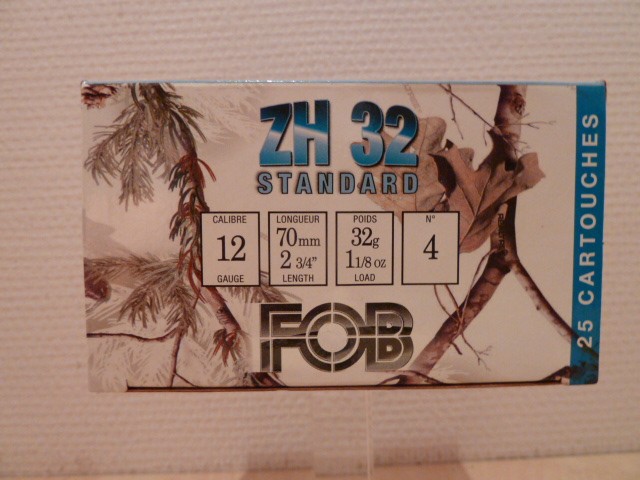 ZH 32
STANDARD
CALIBRE
12
GAUGE
LONGUEUR
70mm
2 3/4"
LENGTH
POIDS
32g
1 1/8 oz
LOAD
N°
4
FOB
25 CARTOUCHES